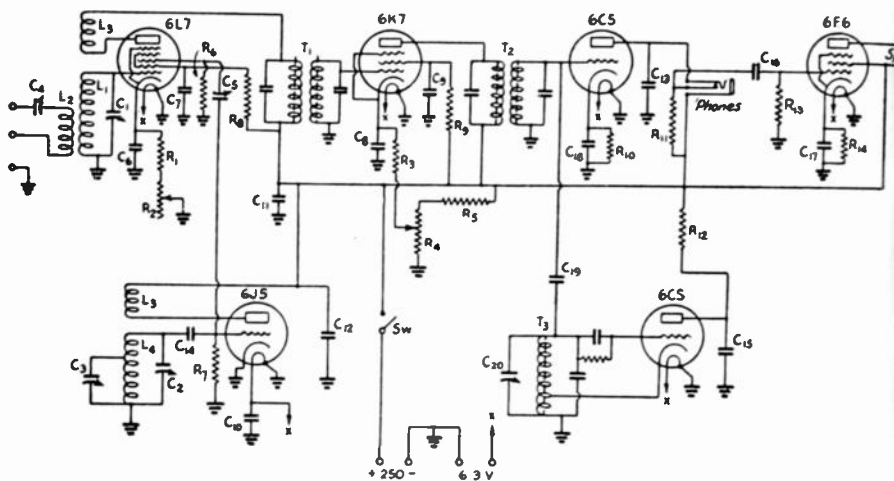 6L7
6K7
6C5
6F6
L3
R6
T1
T2
C16
S
C4
L2
L1
C1
C7
C5
R8
C9
C13
Phones
R13
C6
R1
C8
R3
R9
C18
R10
R11
C17
R14
R2
C11
R5
R4
R12
x
x
x
x
L3
6J5
C19
6C5
C12
Sw
T3
C3
L4
C14
C2
R7
C20
C15
C10
x
x
x
+ 250 -
6 3 V